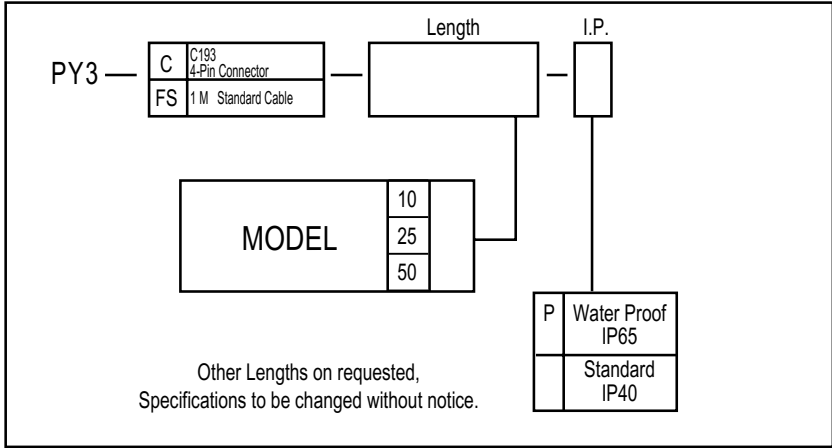 Length
I.P.
PY3
C
C193
4-Pin Connector
FS
1 M Standard Cable
MODEL
10
25
50
P
Water Proof
IP65
Standard
IP40
Other Lengths on requested,
Specifications to be changed without notice.